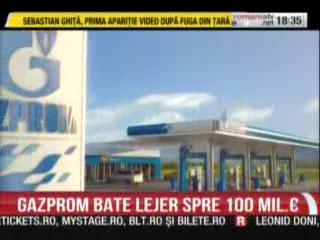 SEBASTIAN GHIȚĂ, PRIMA APARIȚIE VIDEO DUPĂ FUGA DIN ȚARĂ
romaniatv
.net
18:35
GAZPROM
GAZPROM BATE LEJER SPRE 100 MIL.€
TICKETS.RO, MYSTAGE.RO, BLT.RO ȘI BILETE.RO R LEONID DONI,